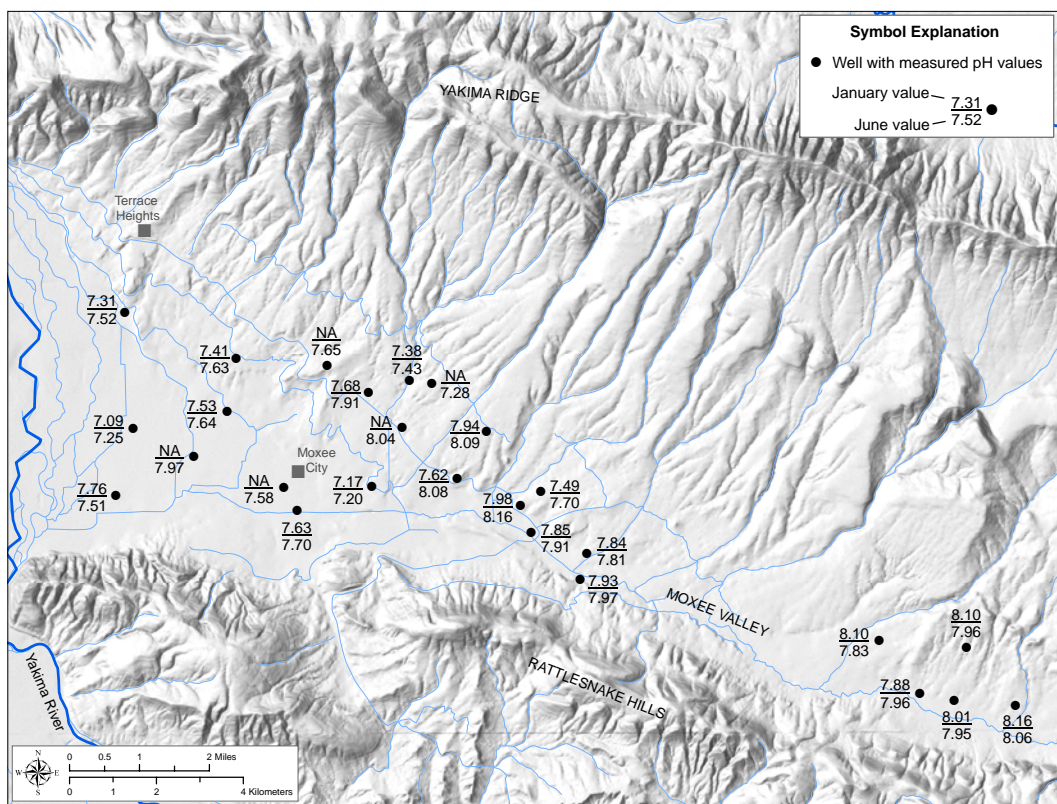 Symbol Explanation
Well with measured pH values
January value
7.31
June value
7.52
YAKIMA RIDGE
Terrace
Heights
7.31
7.52
7.41
7.63
NA
7.65
7.38
7.43
NA
7.28
7.68
7.91
7.53
7.64
7.09
7.25
NA
8.04
7.94
8.09
NA
7.97
Moxee
City
7.76
7.51
NA
7.58
7.17
7.20
7.62
8.08
7.49
7.70
7.98
8.16
7.63
7.70
7.85
7.91
7.84
7.81
7.93
7.97
MOXEE VALLEY
8.10
7.83
8.10
7.96
RATTLESNAKE HILLS
Yakima River
7.88
7.96
8.01
7.95
8.16
8.06
N
W E
S
0 0.5 1 2 Miles
0 1 2 4 Kilometers